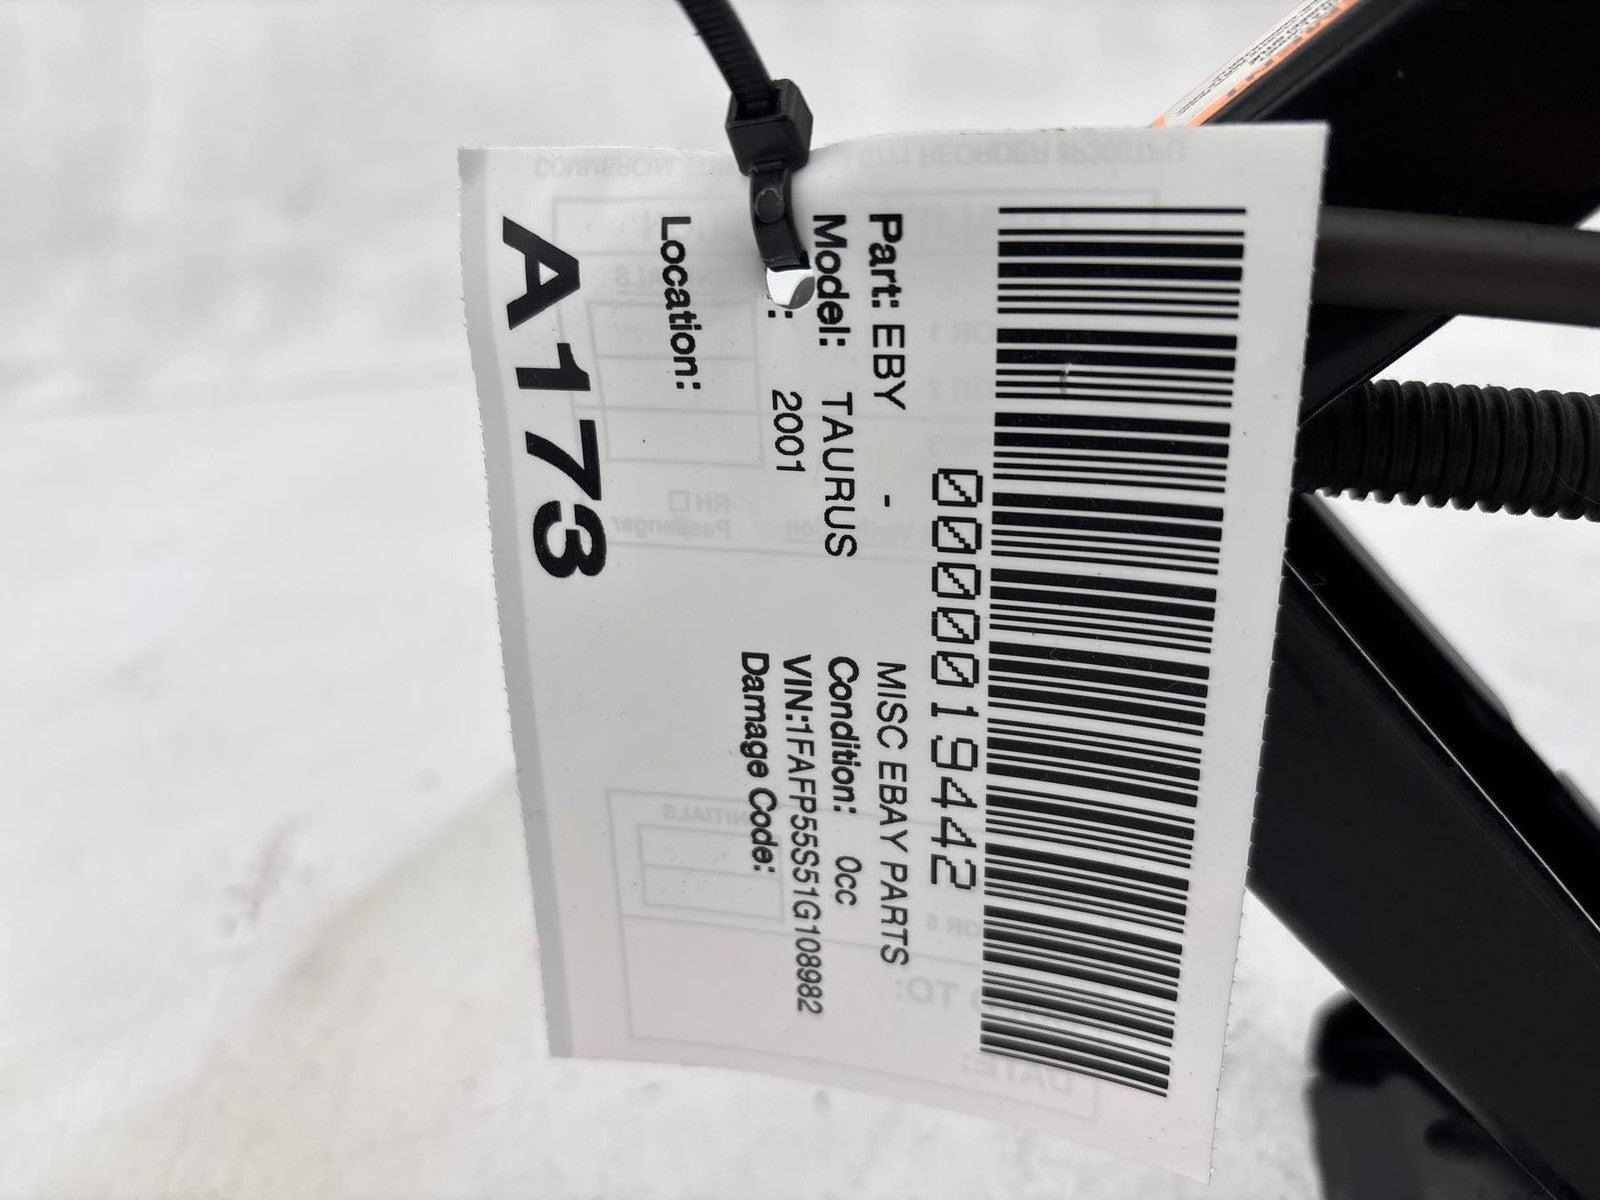 0000019442
Part: EBY - MISC EBAY PARTS
Model: TAURUS Condition: 0cc
: 2001 VIN:1FAFP55S51G108982
Damage Code:
Location:
A173